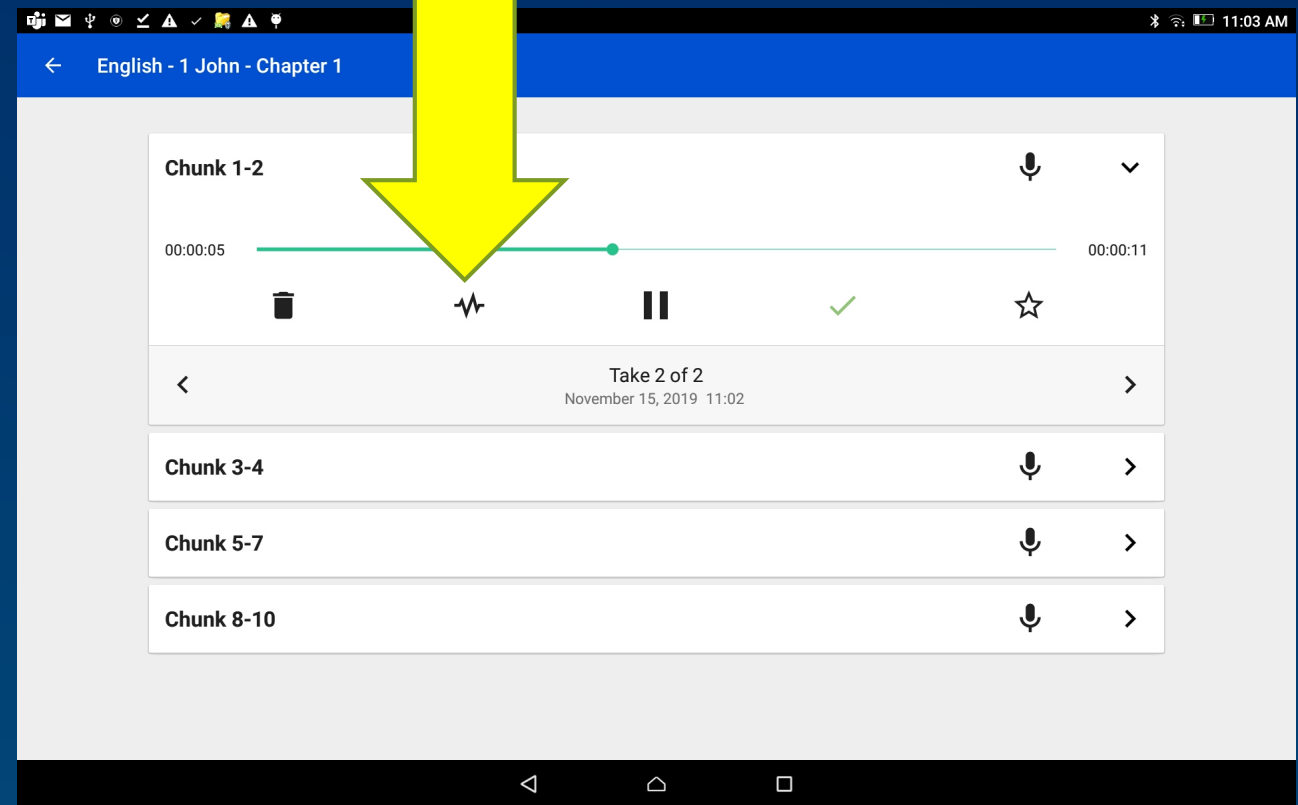 11:03 AM
English - 1 John - Chapter 1
Chunk 1-2
00:00:05
00:00:11
Take 2 of 2
November 15, 2019 11:02
Chunk 3-4
Chunk 5-7
Chunk 8-10